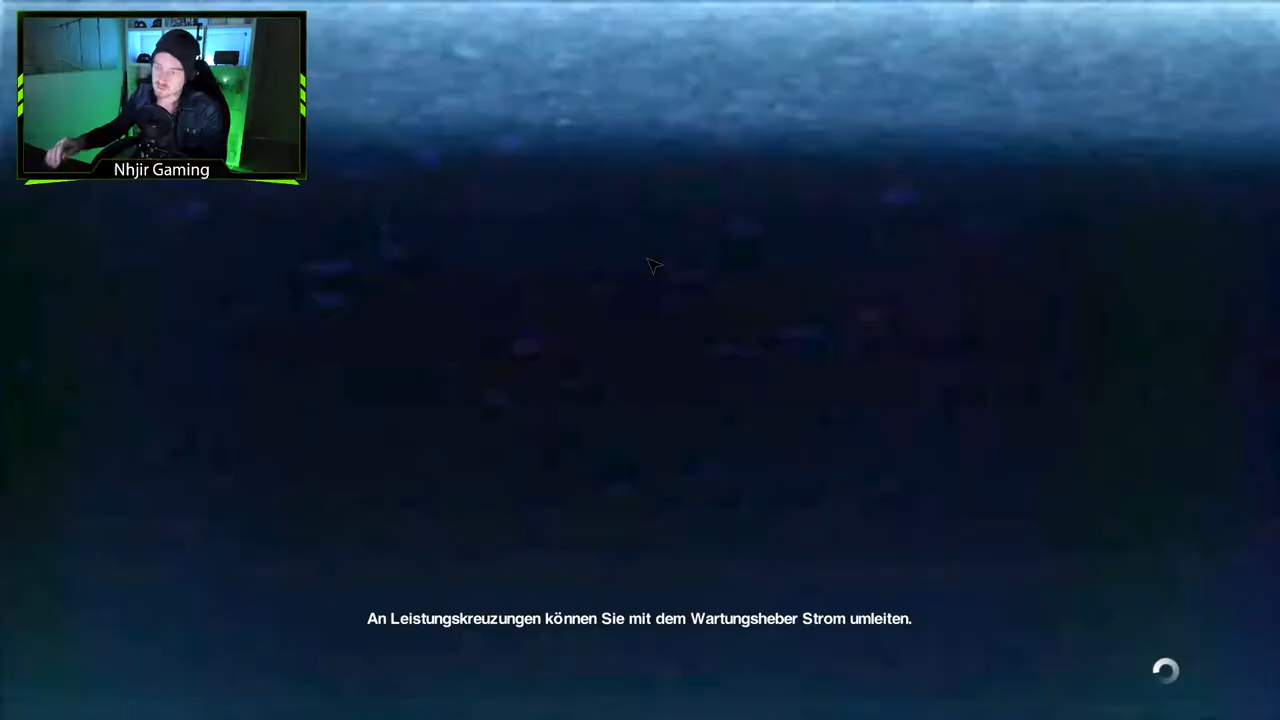 Nhjir Gaming
An Leistungskreuzungen können Sie mit dem Wartungsheber Strom umleiten.